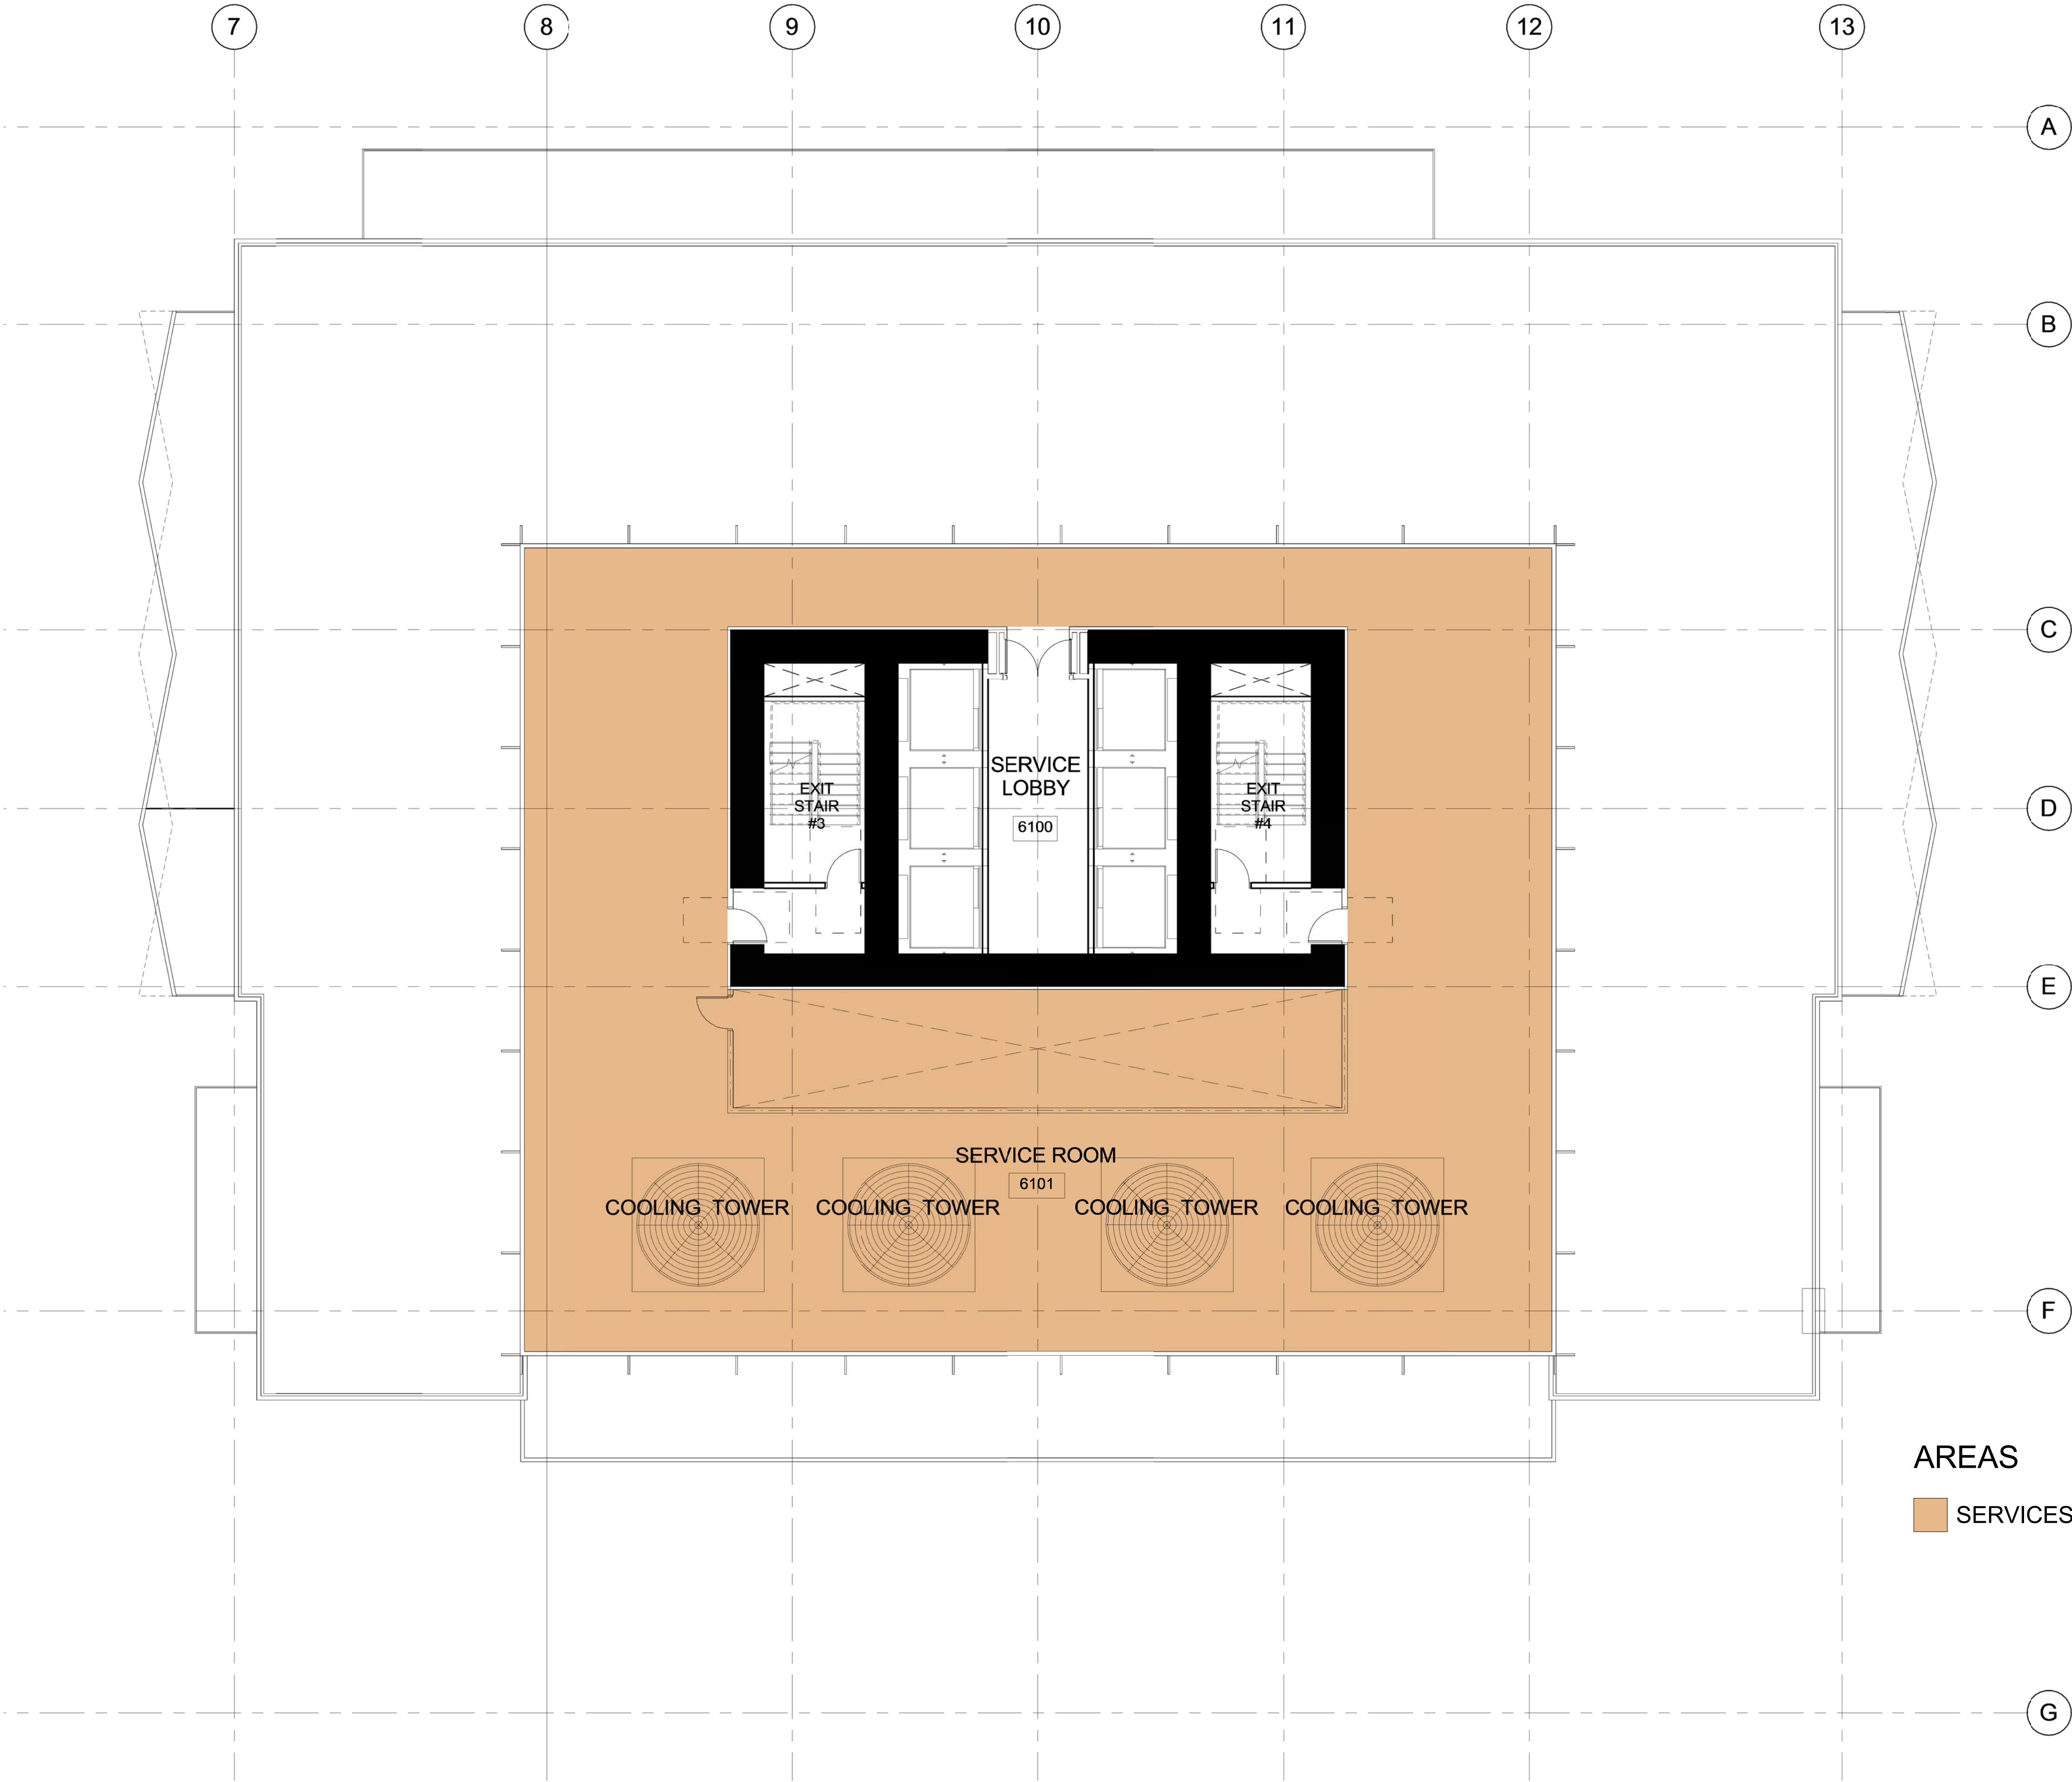 7
8
9
10
11
12
13
A
B
C
SERVICE
LOBBY
6100
EXIT
STAIR
#3
EXIT
STAIR
#4
D
E
SERVICE ROOM
6101
COOLING TOWER
COOLING TOWER
COOLING TOWER
COOLING TOWER
F
AREAS
SERVICES
G